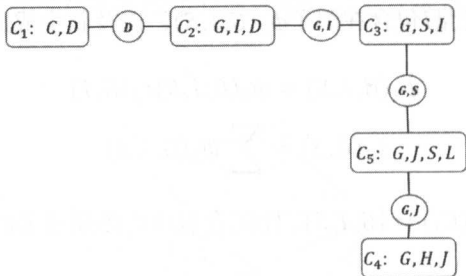 C₁: C,D D C₂: G,I,D G,I C₃: G,S,I
G,S
C₅: G,J,S,L
G,J
C₄: G,H,J